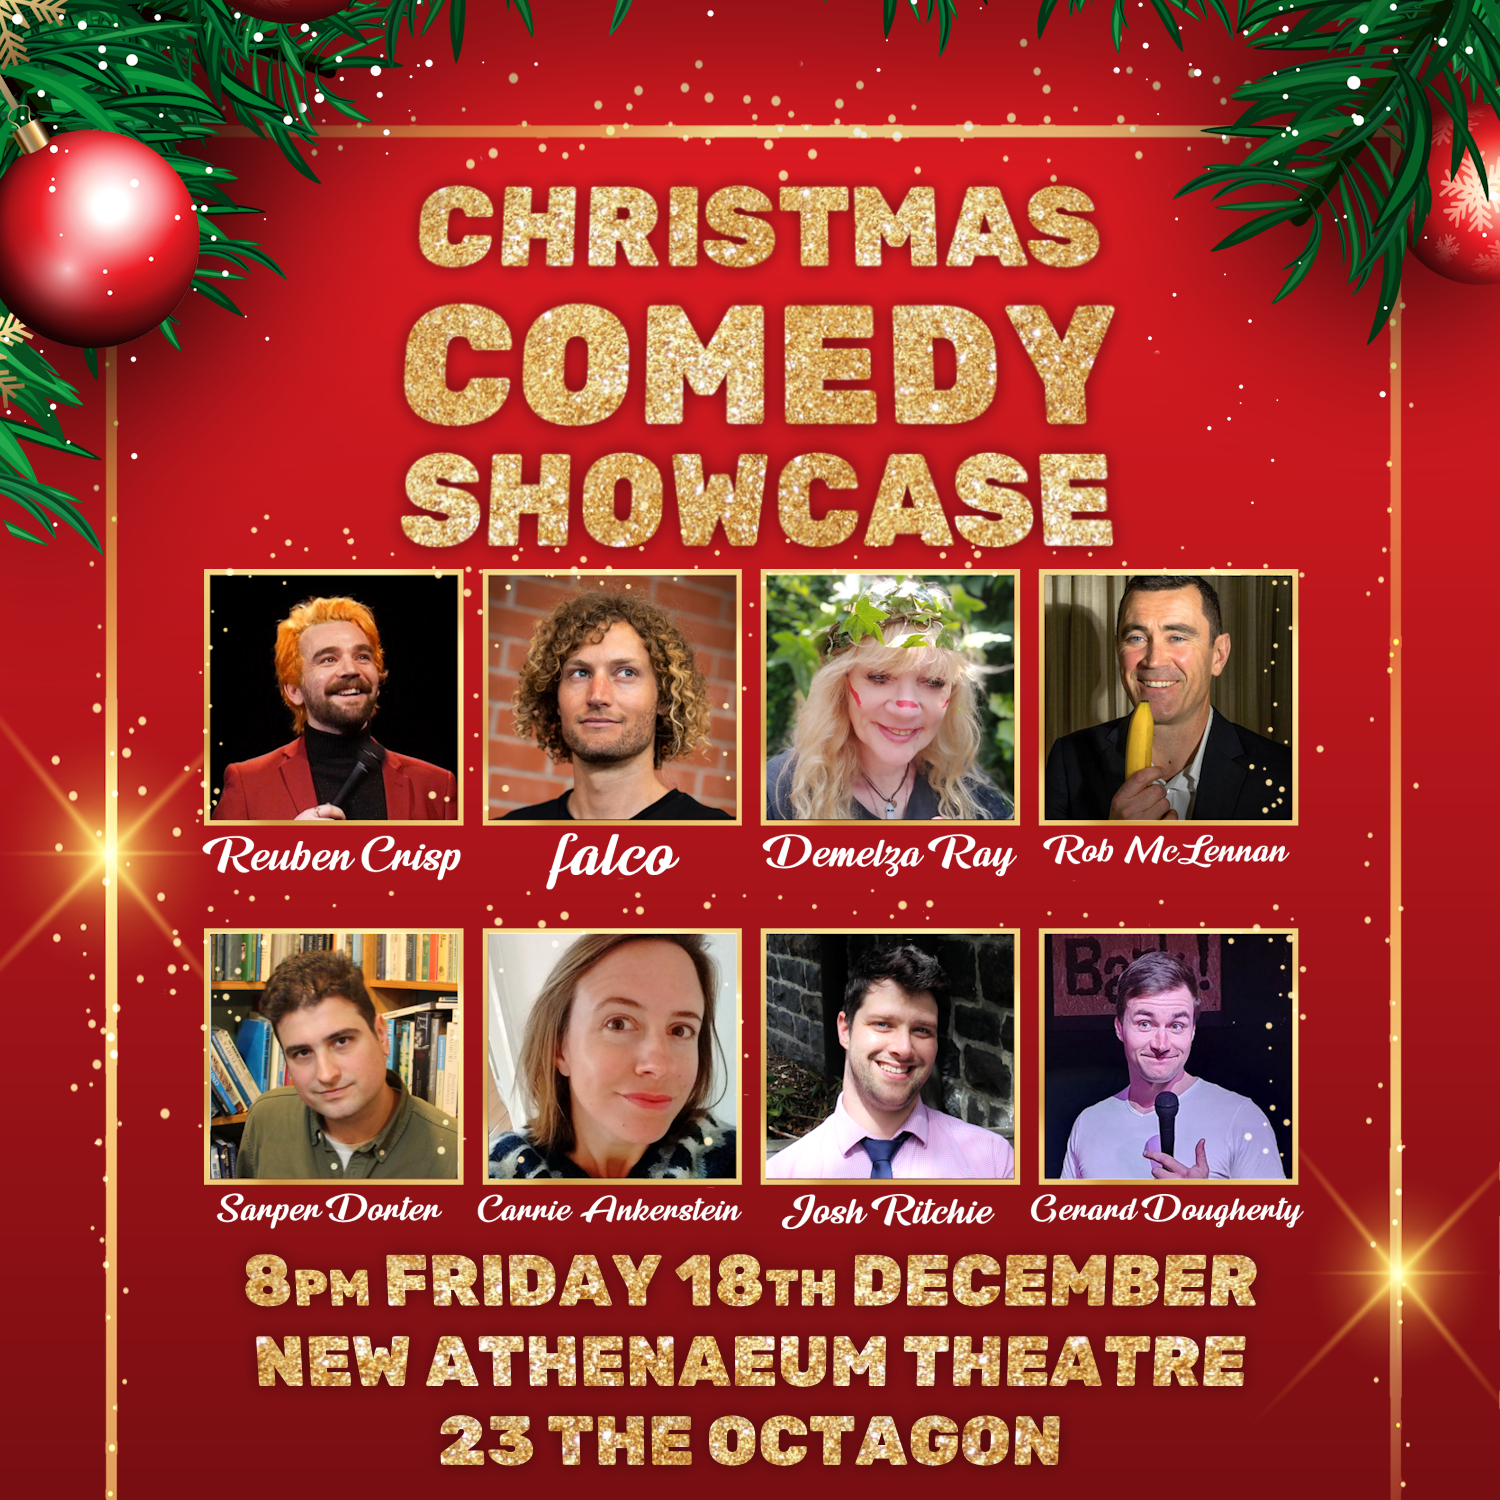 CHRISTMAS
COMEDY
SHOWCASE
Reuben Crisp
falco
Demelza Ray
Rob McLennan
Sarper Dorter
Carrie Ankerstein
Josh Ritchie
Gerard Dougherty
8PM FRIDAY 18TH DECEMBER
NEW ATHENAEUM THEATRE
23 THE OCTAGON